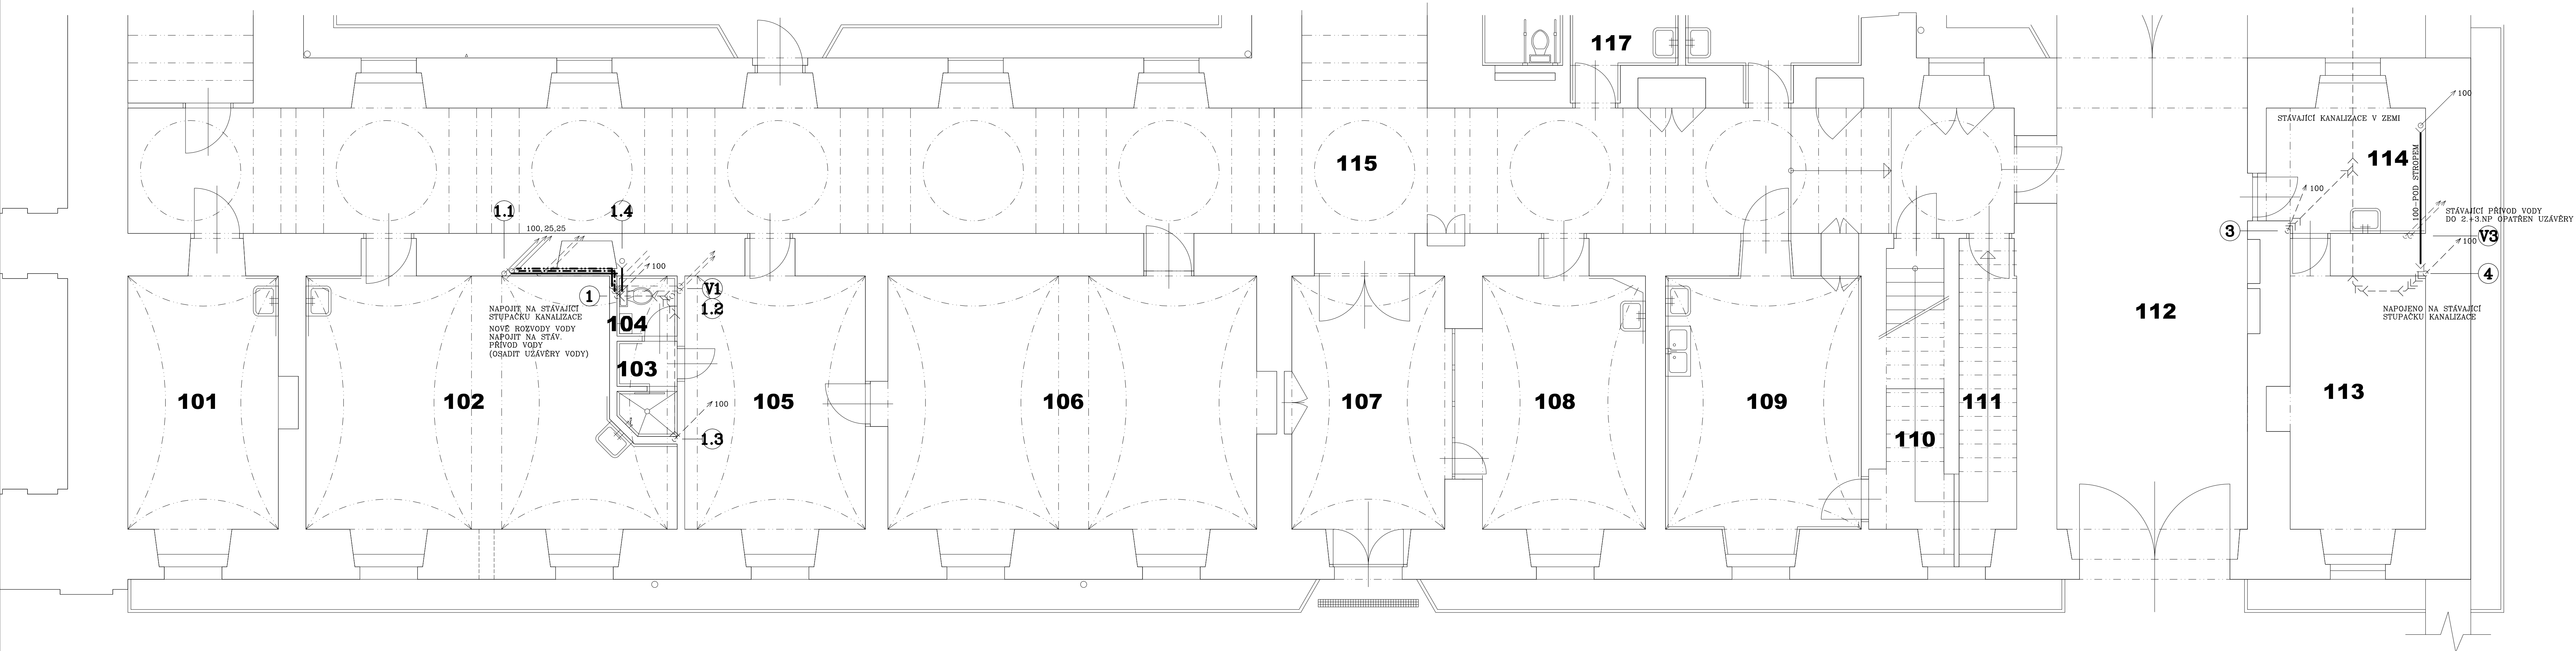 117
100
STÁVAJÍCÍ KANALIZACE V ZEMI
115
114
100-POD STROPEM
100
1.1
1.4
100,25,25
STÁVAJÍCÍ PŘÍVOD VODY
DO 2.+3.NP OPATŘEN UZÁVĚRY
3
V3
100
100
4
1
V1
1.2
NAPOJIT NA STÁVAJÍCÍ
STUPAČKU KANALIZACE
NOVÉ ROZVODY VODY
NAPOJIT NA STÁV.
PŘÍVOD VODY
(OSADIT UZÁVĚRY VODY)
104
103
NAPOJENO NA STÁVAJÍCÍ
STUPAČKU KANALIZACE
112
101
102
105
106
107
108
109
111
113
100
1.3
110